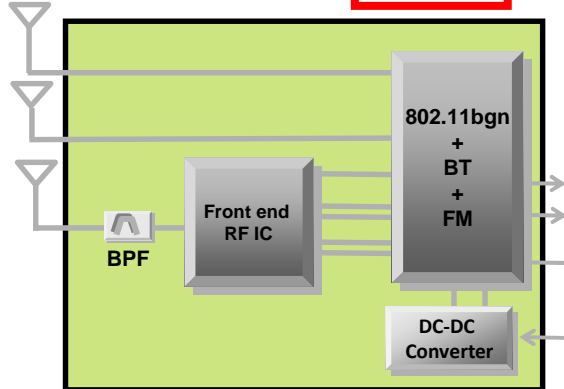 802.11bgn
+
BT
+
FM
Front end
RF IC
BPF
DC-DC
Converter